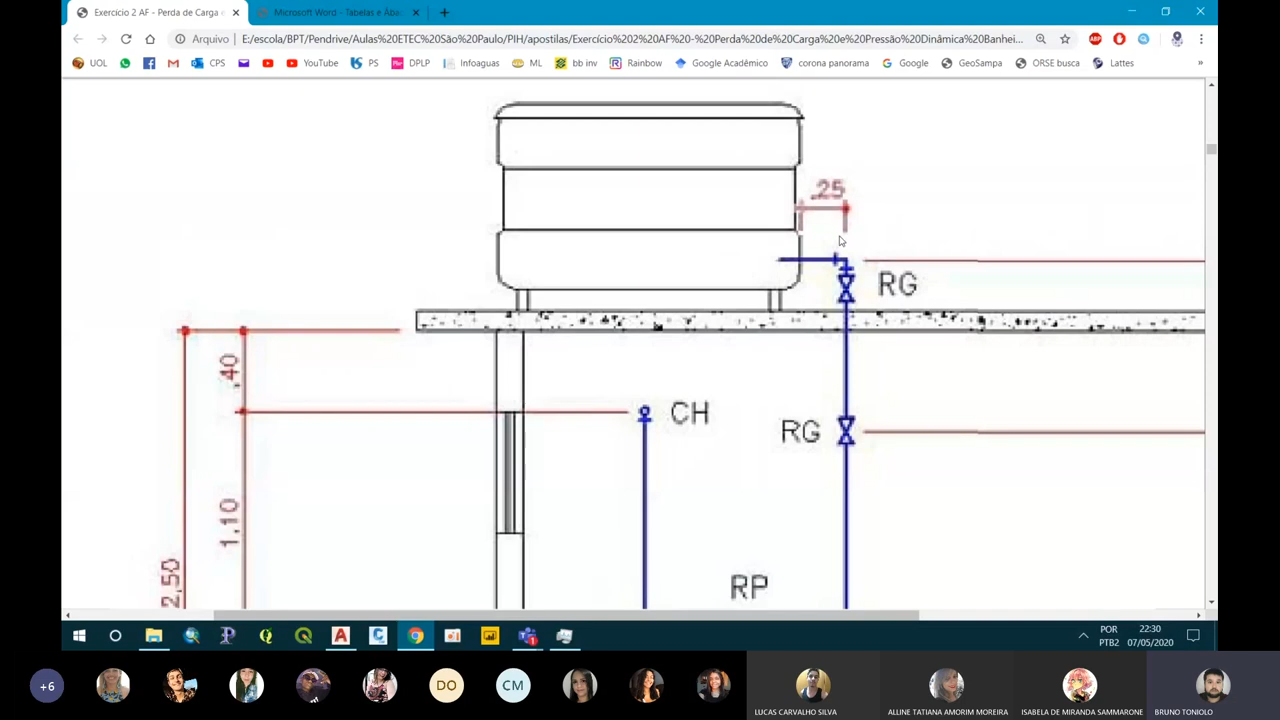 Exercício 2 AF - Perda de Carga e
Microsoft Word - Tabelas e Ába
Arquivo
E:/escola/BPT/Pendrive/Aulas%20ETEC%20São%20Paulo/PIH/apostilas/Exercício%202%20AF%20-%20Perda%20de%20Carga%20e%20Pressão%20Dinâmica%20Banhei...
ABP
UOL
CPS
YouTube
PS
DPLP
Infoaguas
ML
bb inv
Rainbow
Google Acadêmico
corona panorama
Google
GeoSampa
ORSE busca
Lattes
»
.25
RG
.40
CH
RG
1,10
2,50
RP
POR
PTB2
22:30
07/05/2020
+6
DO
CM
LUCAS CARVALHO SILVA
ALLINE TATIANA AMORIM MOREIRA
ISABELA DE MIRANDA SAMMARONE
BRUNO TONIOLO